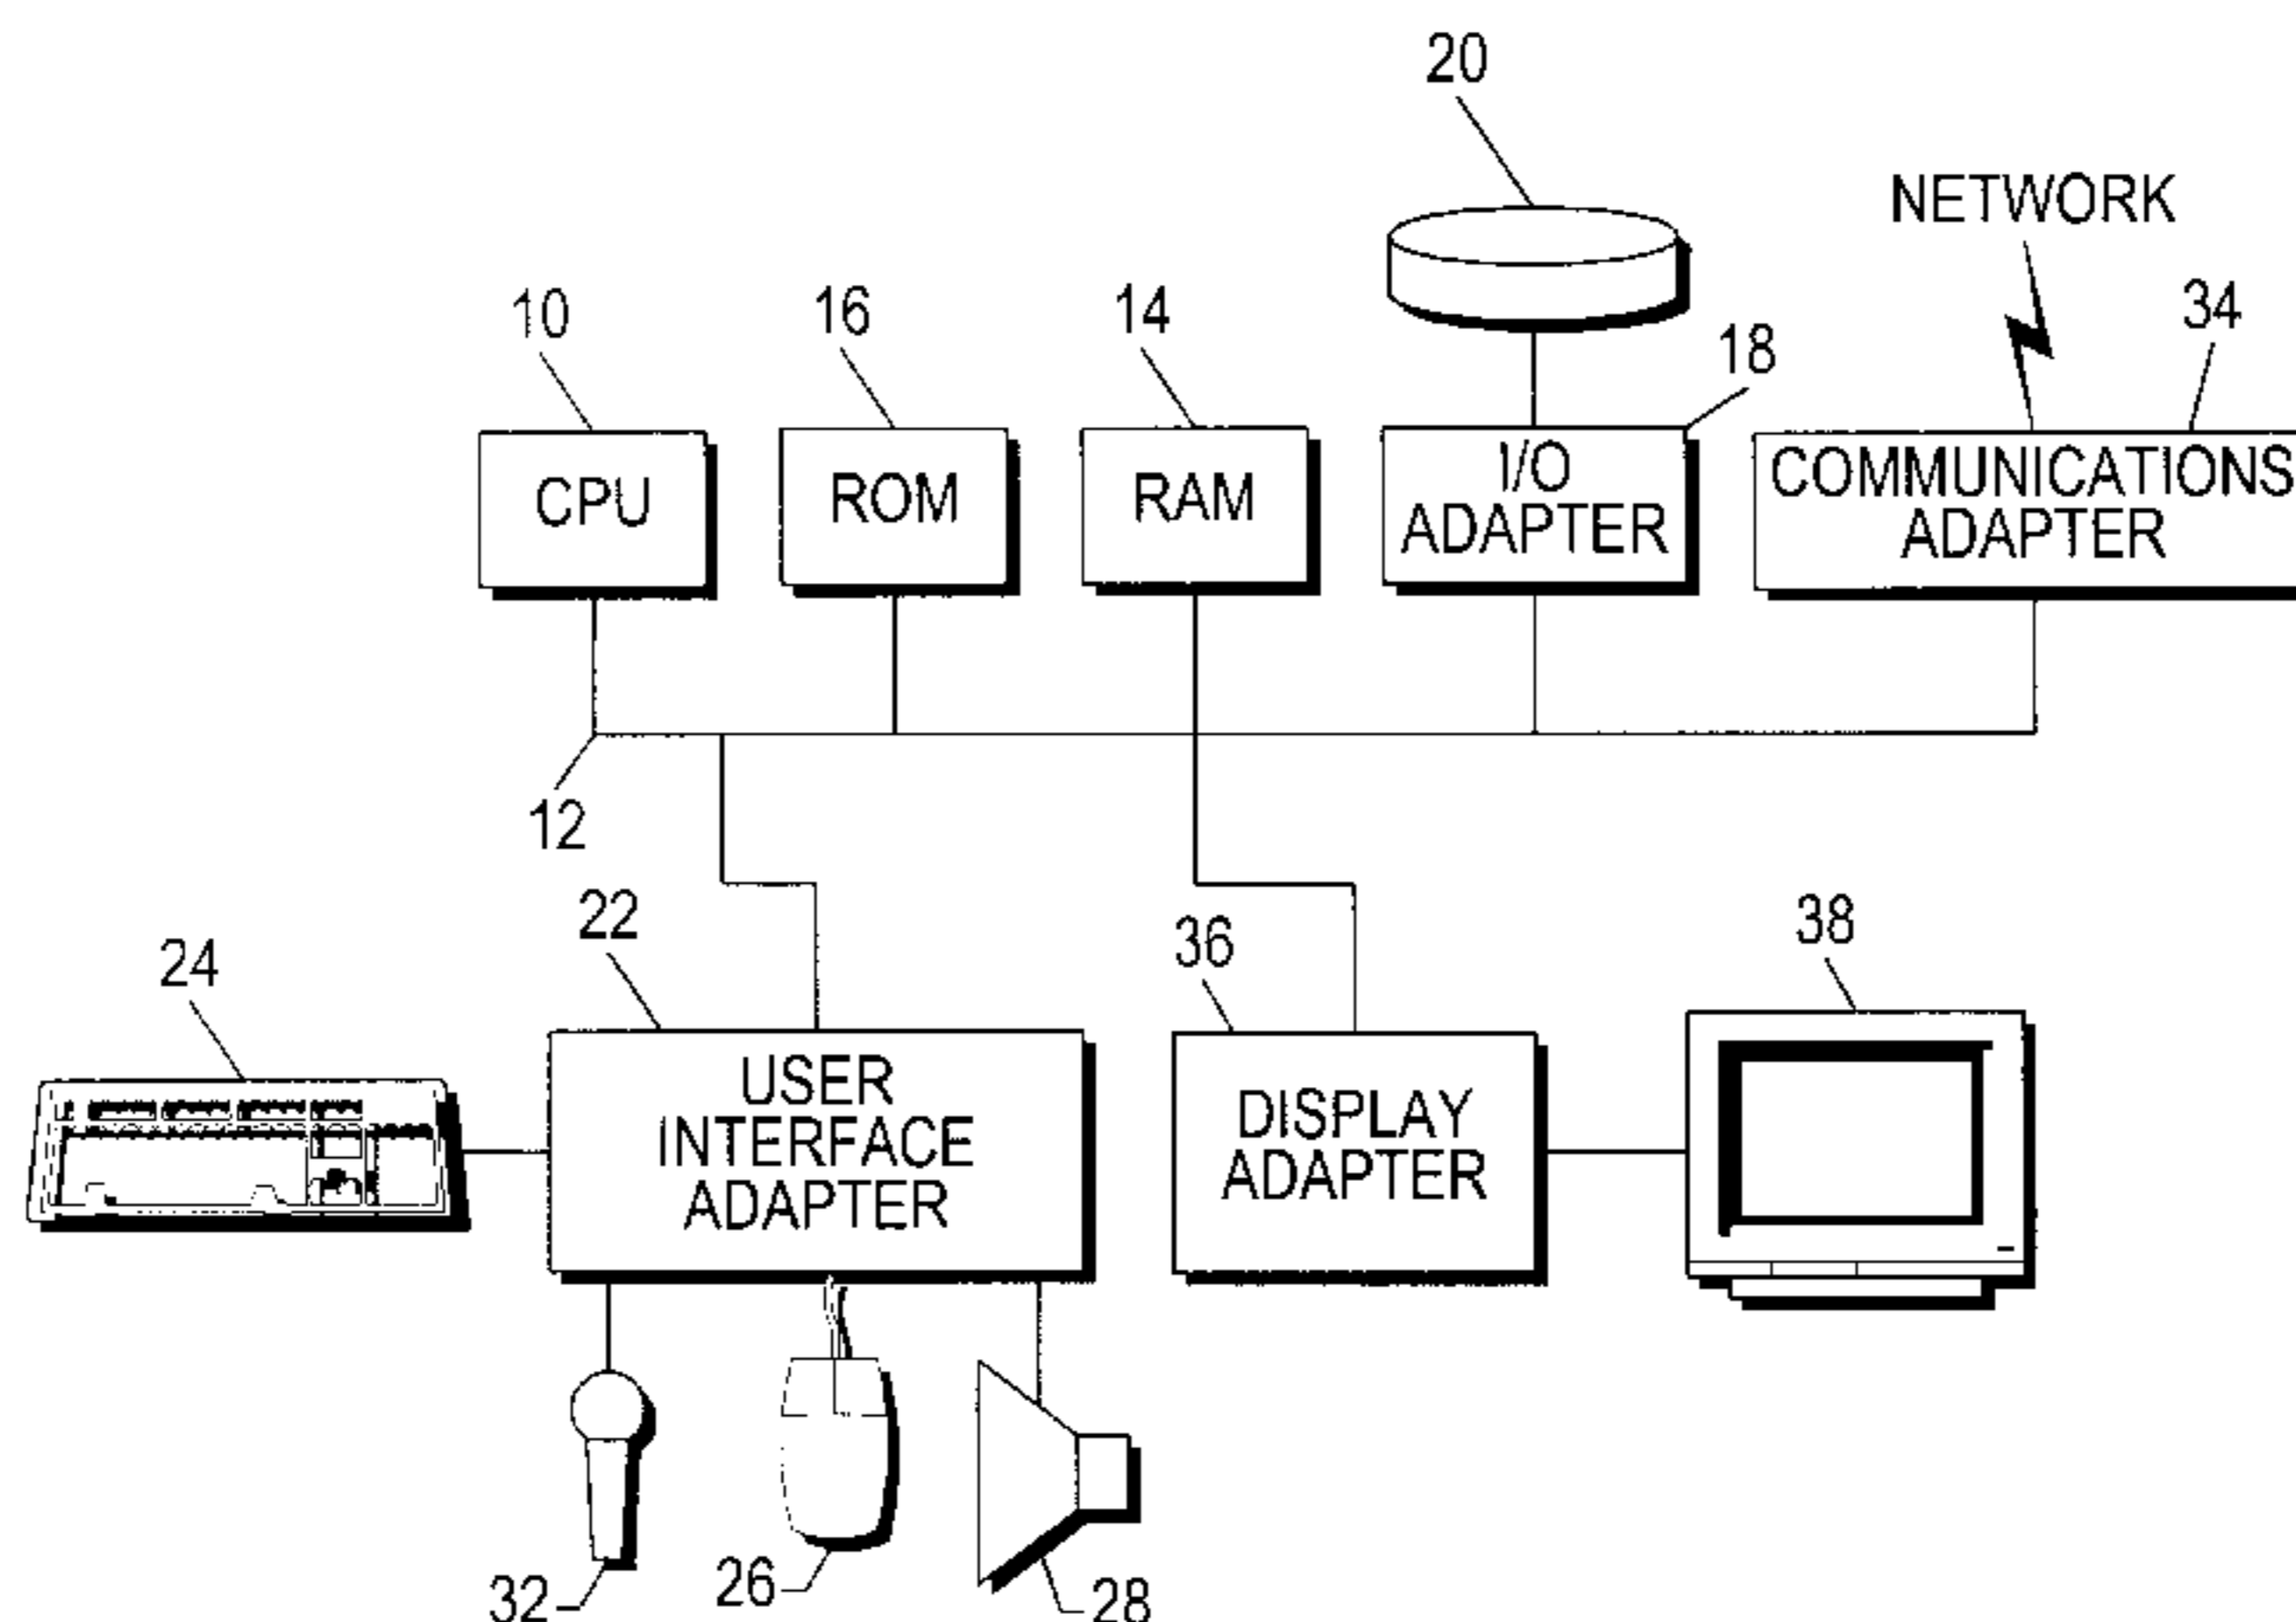 20
NETWORK
10
16
14
18
34
CPU
ROM
RAM
I/O
ADAPTER
COMMUNICATIONS
ADAPTER
12
22
36
38
24
USER
INTERFACE
ADAPTER
DISPLAY
ADAPTER
32
26
28